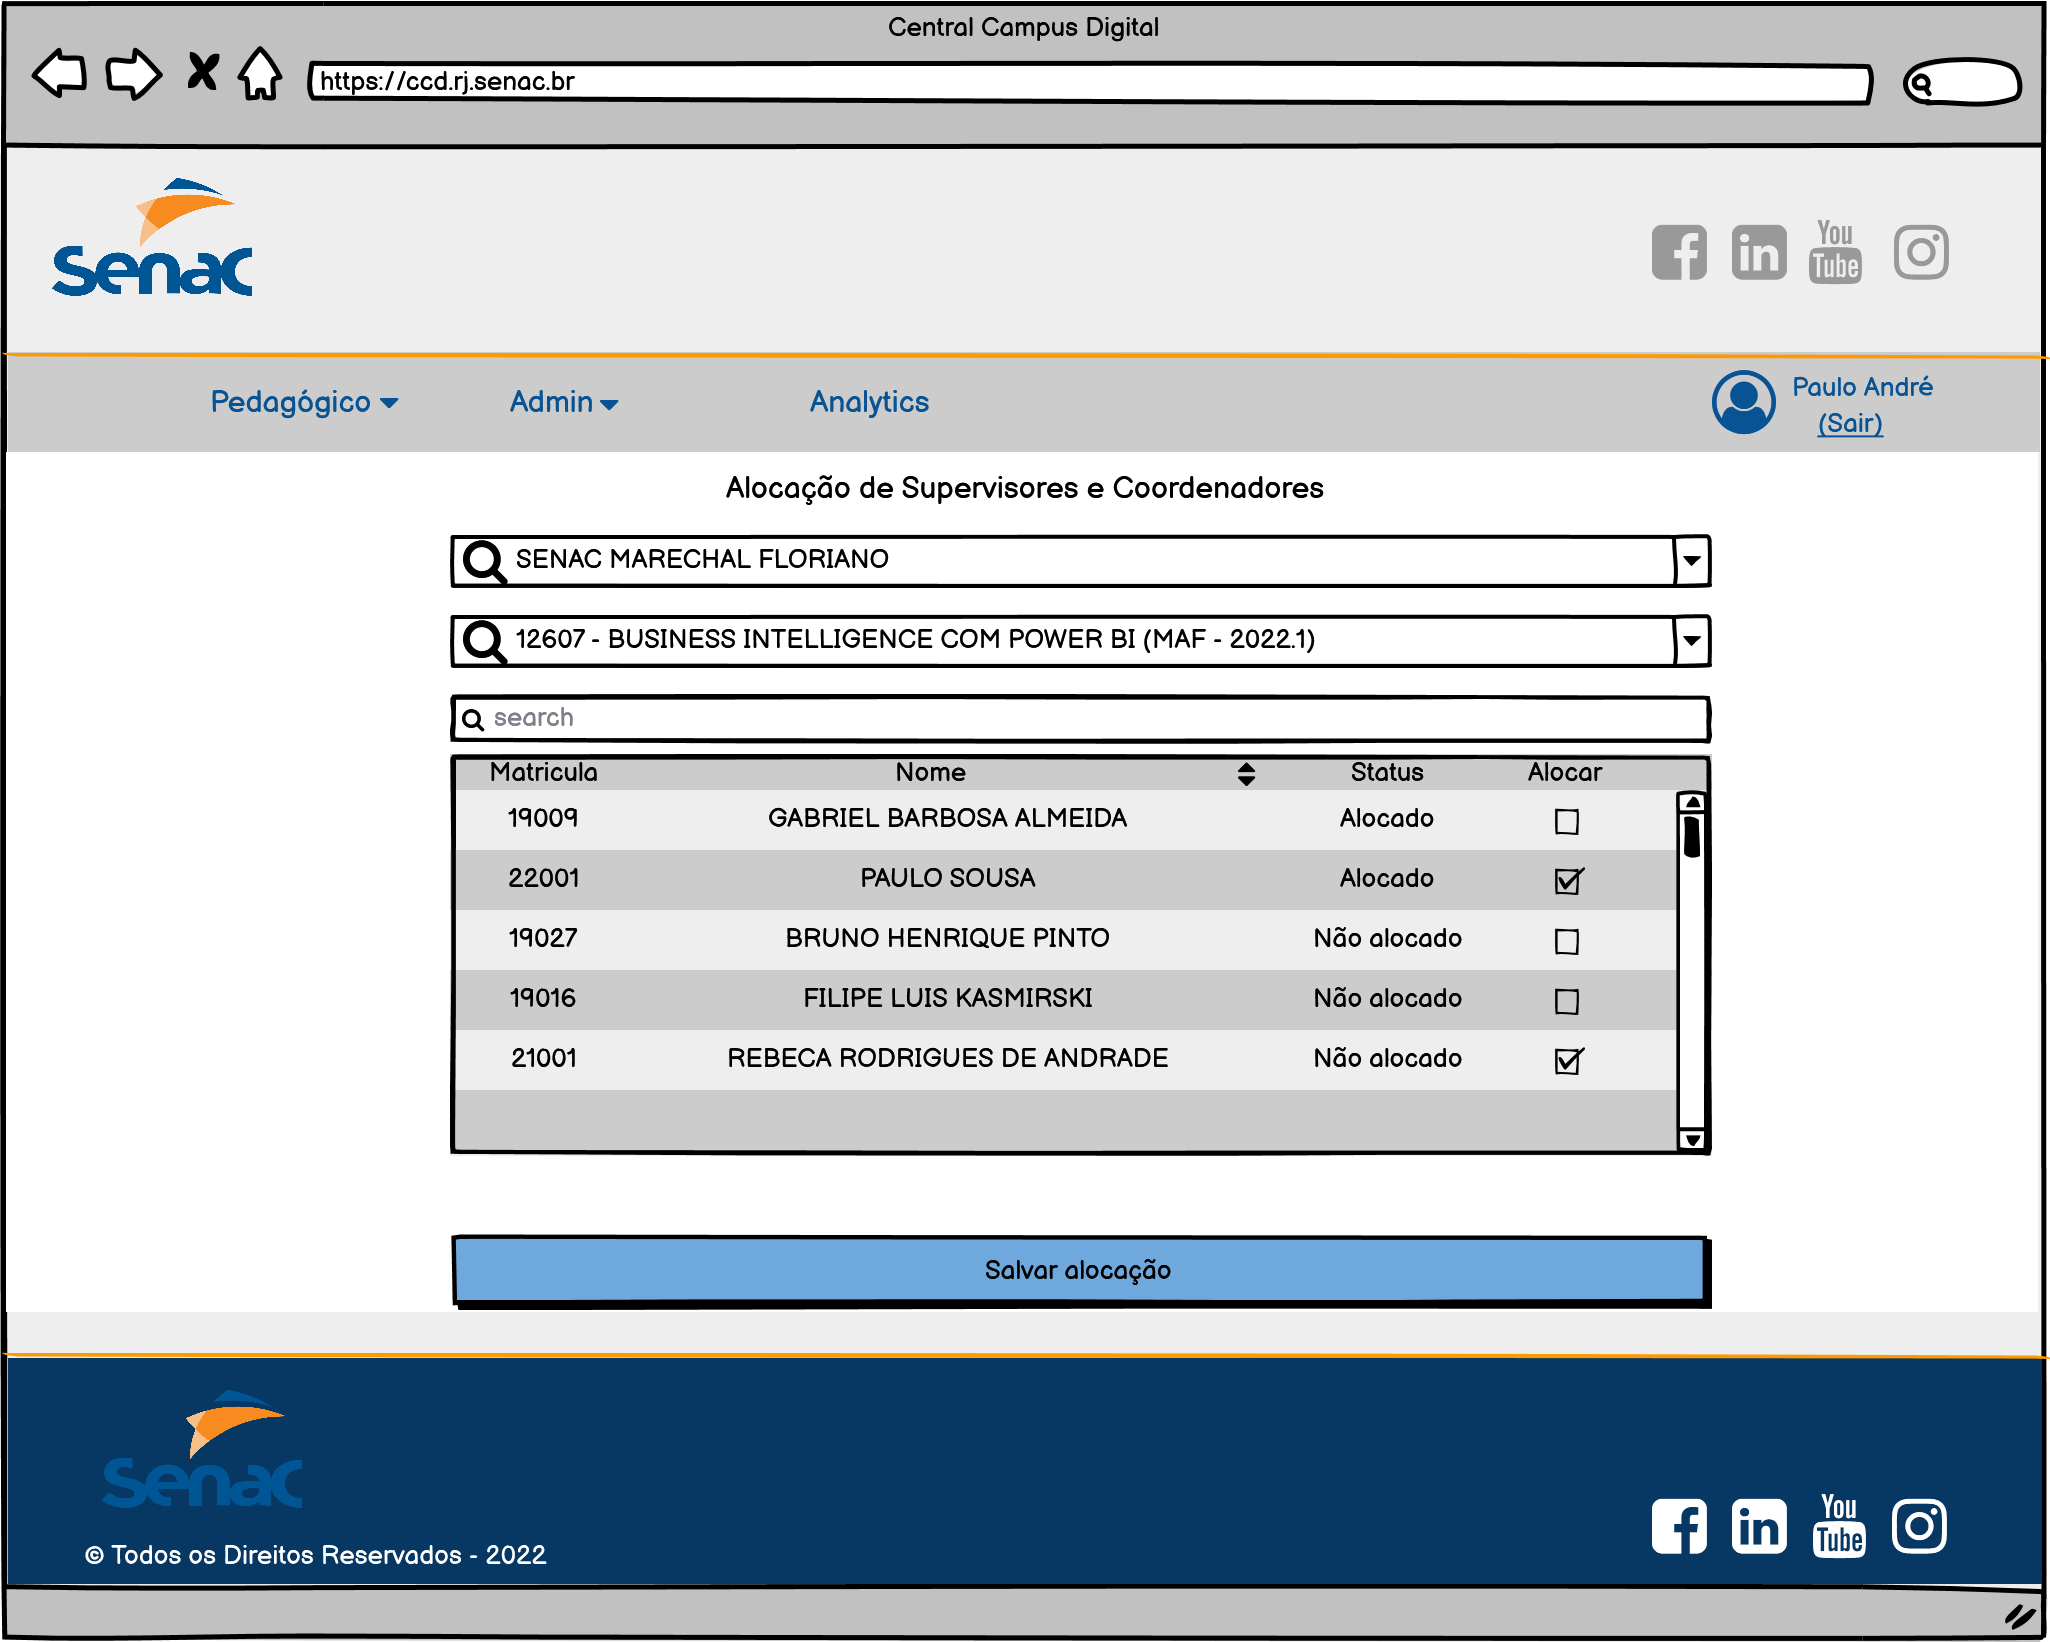 Central Campus Digital
https://ccd.rj.senac.br
Senac
You
Tube
Pedagógico
Admin
Analytics
Paulo André
(Sair)
Alocação de Supervisores e Coordenadores
SENAC MARECHAL FLORIANO
12607 - BUSINESS INTELLIGENCE COM POWER BI (MAF - 2022.1)
search
Matricula Nome Status Alocar
19009 GABRIEL BARBOSA ALMEIDA Alocado
22001 PAULO SOUSA Alocado
19027 BRUNO HENRIQUE PINTO Não alocado
19016 FILIPE LUIS KASMIRSKI Não alocado
21001 REBECA RODRIGUES DE ANDRADE Não alocado
Salvar alocação
Senac
You
Tube
© Todos os Direitos Reservados - 2022